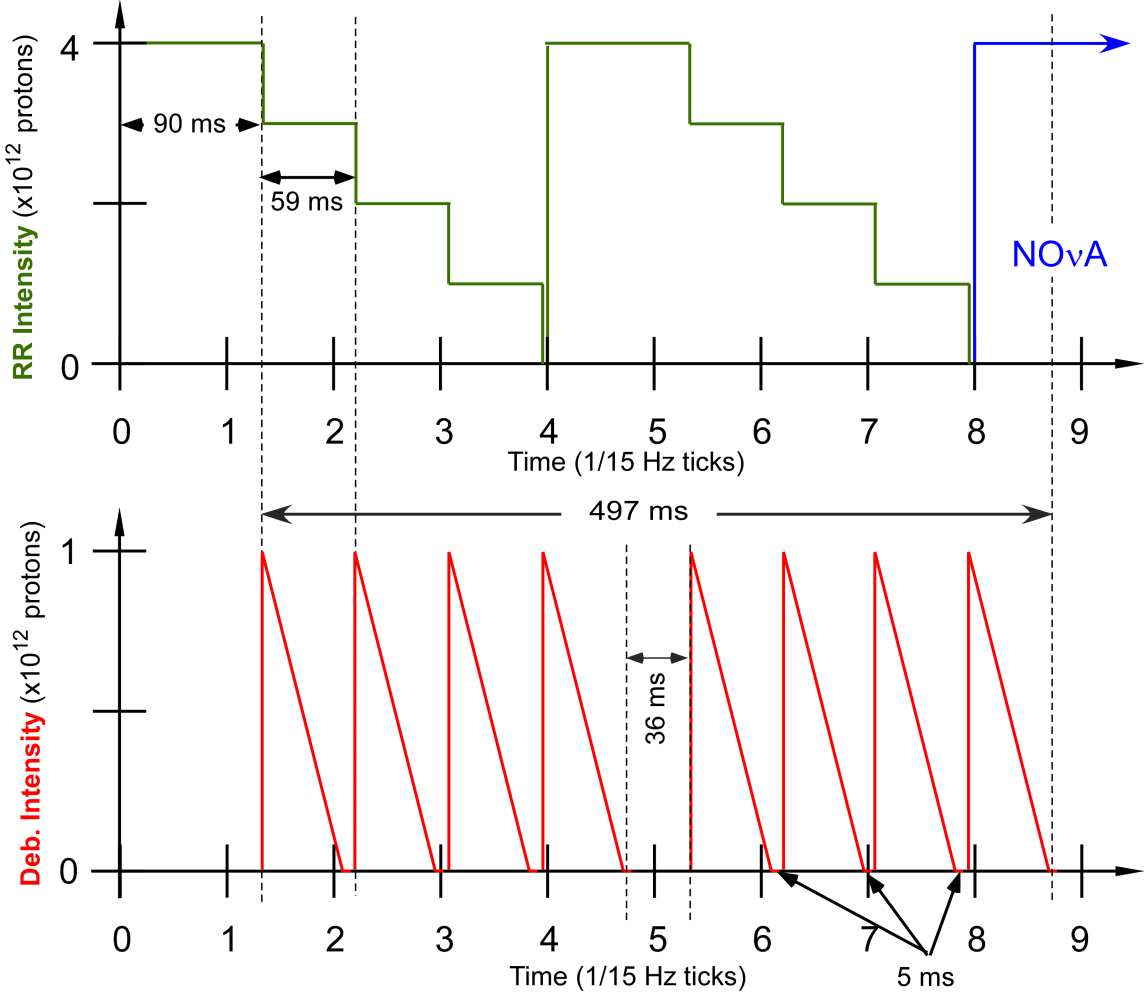 RR Intensity (x10¹² protons)
4
0
90 ms
59 ms
NOνA
0 1 2 3 4 5 6 7 8 9
Time (1/15 Hz ticks)
497 ms
Deb. Intensity (x10¹² protons)
1
0
36 ms
0 1 2 3 4 5 6 7 8 9
5 ms
Time (1/15 Hz ticks)